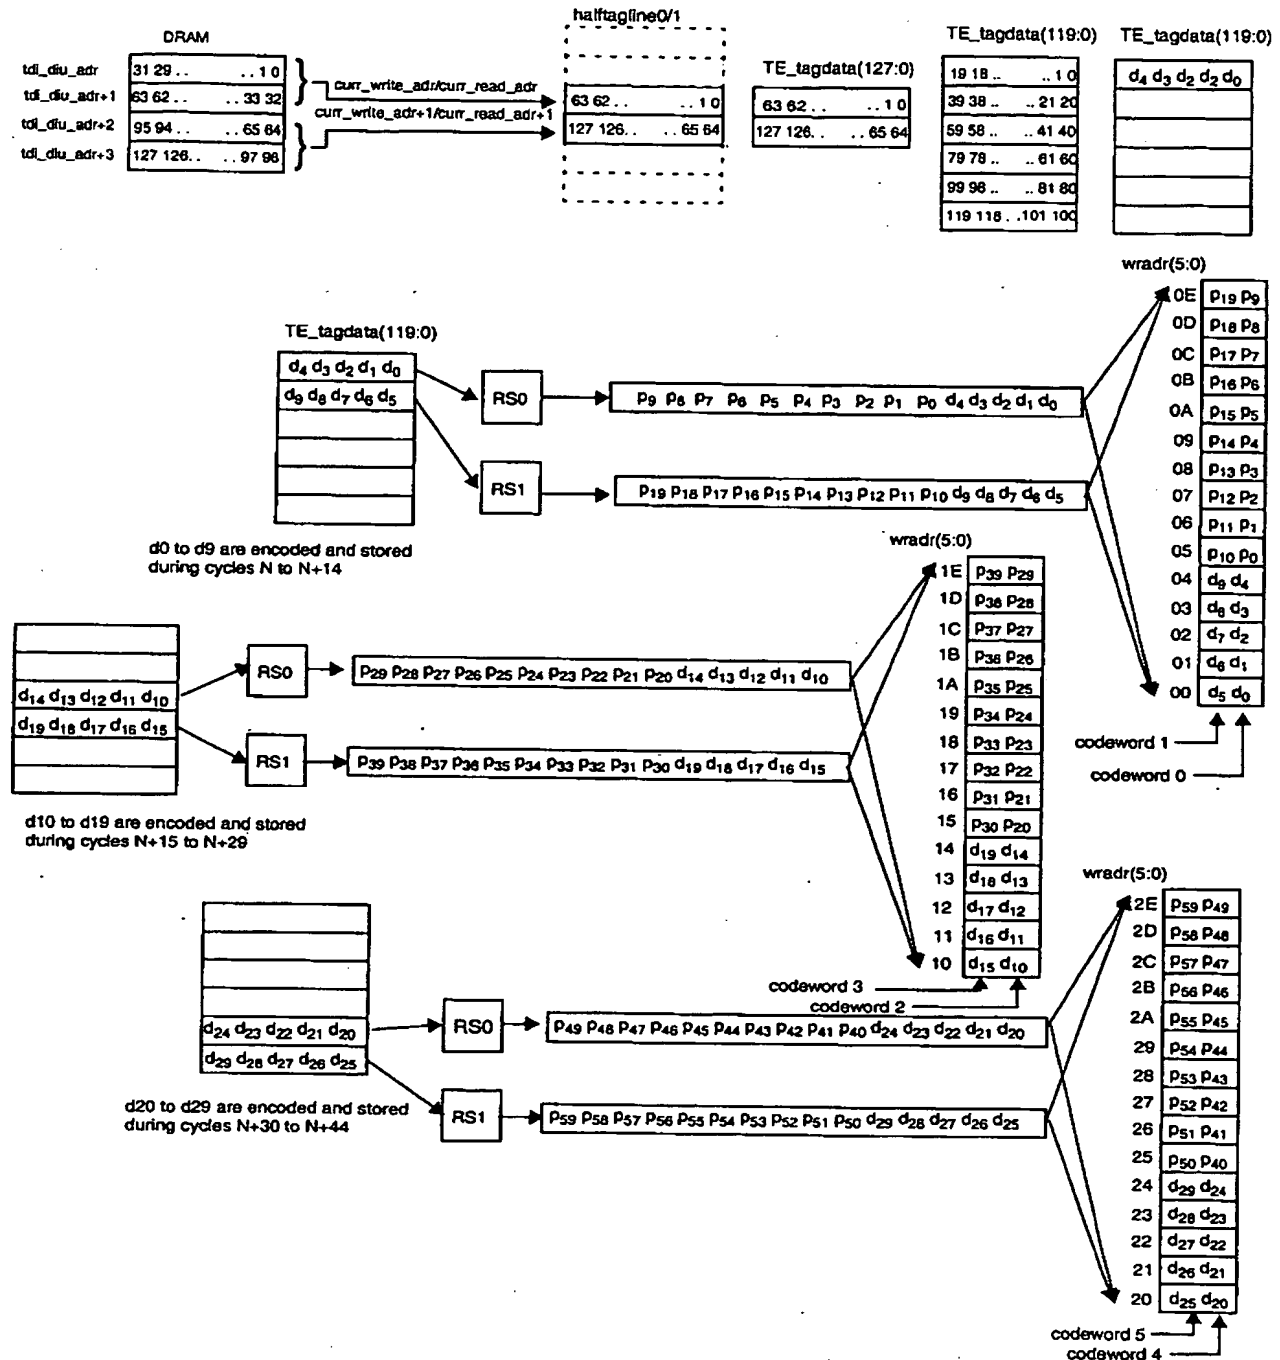 halftagline0/1
DRAM
TE_tagdata(119:0) TE_tagdata(119:0)
TE_tagdata(127:0)
tdi_diu_adr 31 29 . . . . 1 0
tdi_diu_adr+1 63 62 . . . . 33 32
tdi_diu_adr+2 95 94 . . . . 65 64
tdi_diu_adr+3 127 126. . . . 97 96
curr_write_adr/curr_read_adr
curr_write_adr+1/curr_read_adr+1
63 62 . . . . 1 0
127 126. . . . 65 64
63 62 . . . . 1 0
127 126. . . . 65 64
19 18 . . . . 1 0
39 38 . . . . 21 20
59 58 . . . . 41 40
79 78 . . . . 61 60
99 98 . . . . 81 80
119 118 . . 101 100
d4 d3 d2 d2 d0
wradr(5:0)
0E p19 p9
0D p18 p8
0C p17 p7
0B p16 p6
0A p15 p5
09 p14 p4
08 p13 p3
07 p12 p2
06 p11 p1
05 p10 p0
04 d9 d4
03 d8 d3
02 d7 d2
01 d6 d1
00 d5 d0
codeword 1
codeword 0
TE_tagdata(119:0)
d4 d3 d2 d1 d0
d9 d8 d7 d6 d5
RS0
p9 p8 p7 p6 p5 p4 p3 p2 p1 p0 d4 d3 d2 d1 d0
RS1
p19 p18 p17 p16 p15 p14 p13 p12 p11 p10 d9 d8 d7 d6 d5
d0 to d9 are encoded and stored
during cycles N to N+14
wradr(5:0)
1E p39 p29
1D p38 p28
1C p37 p27
1B p36 p26
1A p35 p25
19 p34 p24
18 p33 p23
17 p32 p22
16 p31 p21
15 p30 p20
14 d19 d14
13 d18 d13
12 d17 d12
11 d16 d11
10 d15 d10
codeword 3
codeword 2
d14 d13 d12 d11 d10
d19 d18 d17 d16 d15
RS0
p29 p28 p27 p26 p25 p24 p23 p22 p21 p20 d14 d13 d12 d11 d10
RS1
p39 p38 p37 p36 p35 p34 p33 p32 p31 p30 d19 d18 d17 d16 d15
d10 to d19 are encoded and stored
during cycles N+15 to N+29
wradr(5:0)
2E p59 p49
2D p58 p48
2C p57 p47
2B p56 p46
2A p55 p45
29 p54 p44
28 p53 p43
27 p52 p42
26 p51 p41
25 p50 p40
24 d29 d24
23 d28 d23
22 d27 d22
21 d26 d21
20 d25 d20
codeword 5
codeword 4
d24 d23 d22 d21 d20
d29 d28 d27 d26 d25
RS0
p49 p48 p47 p46 p45 p44 p43 p42 p41 p40 d24 d23 d22 d21 d20
RS1
p59 p58 p57 p56 p55 p54 p53 p52 p51 p50 d29 d28 d27 d26 d25
d20 to d29 are encoded and stored
during cycles N+30 to N+44